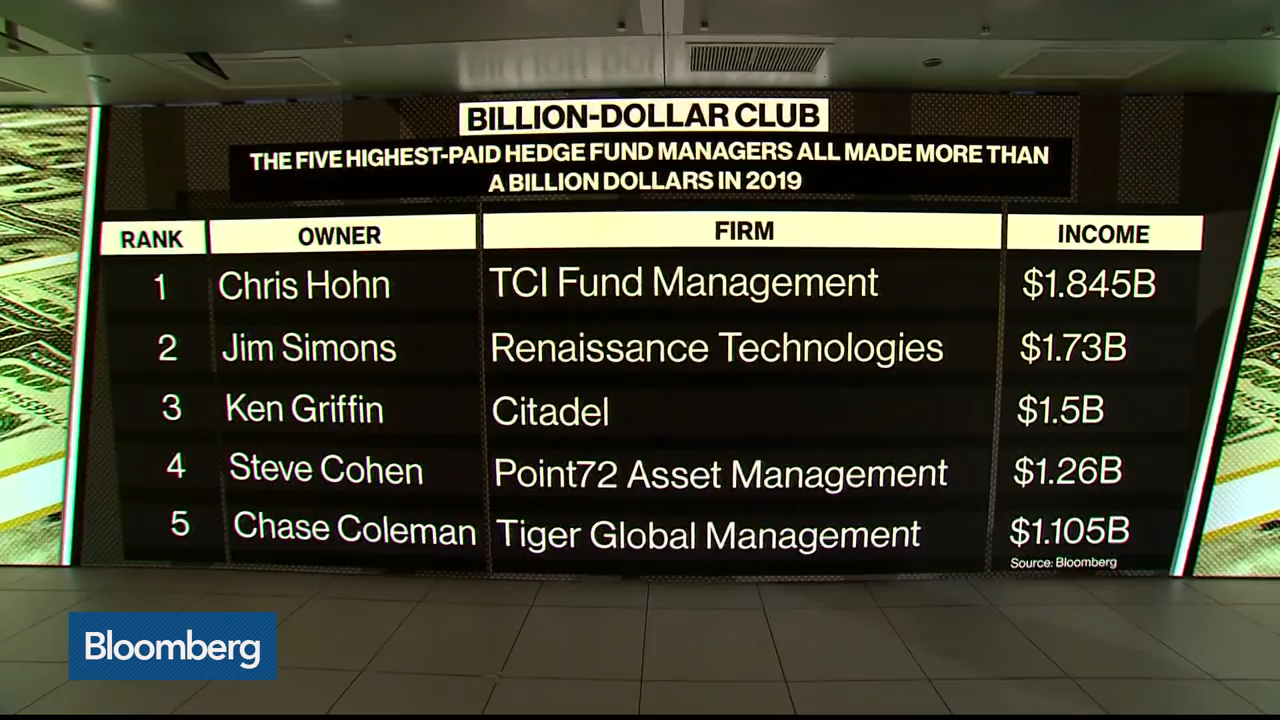 BILLION-DOLLAR CLUB
THE FIVE HIGHEST-PAID HEDGE FUND MANAGERS ALL MADE MORE THAN
A BILLION DOLLARS IN 2019
RANK OWNER FIRM INCOME
1 Chris Hohn TCI Fund Management $1.845B
2 Jim Simons Renaissance Technologies $1.73B
3 Ken Griffin Citadel $1.5B
4 Steve Cohen Point72 Asset Management $1.26B
5 Chase Coleman Tiger Global Management $1.105B
Source: Bloomberg
Bloomberg